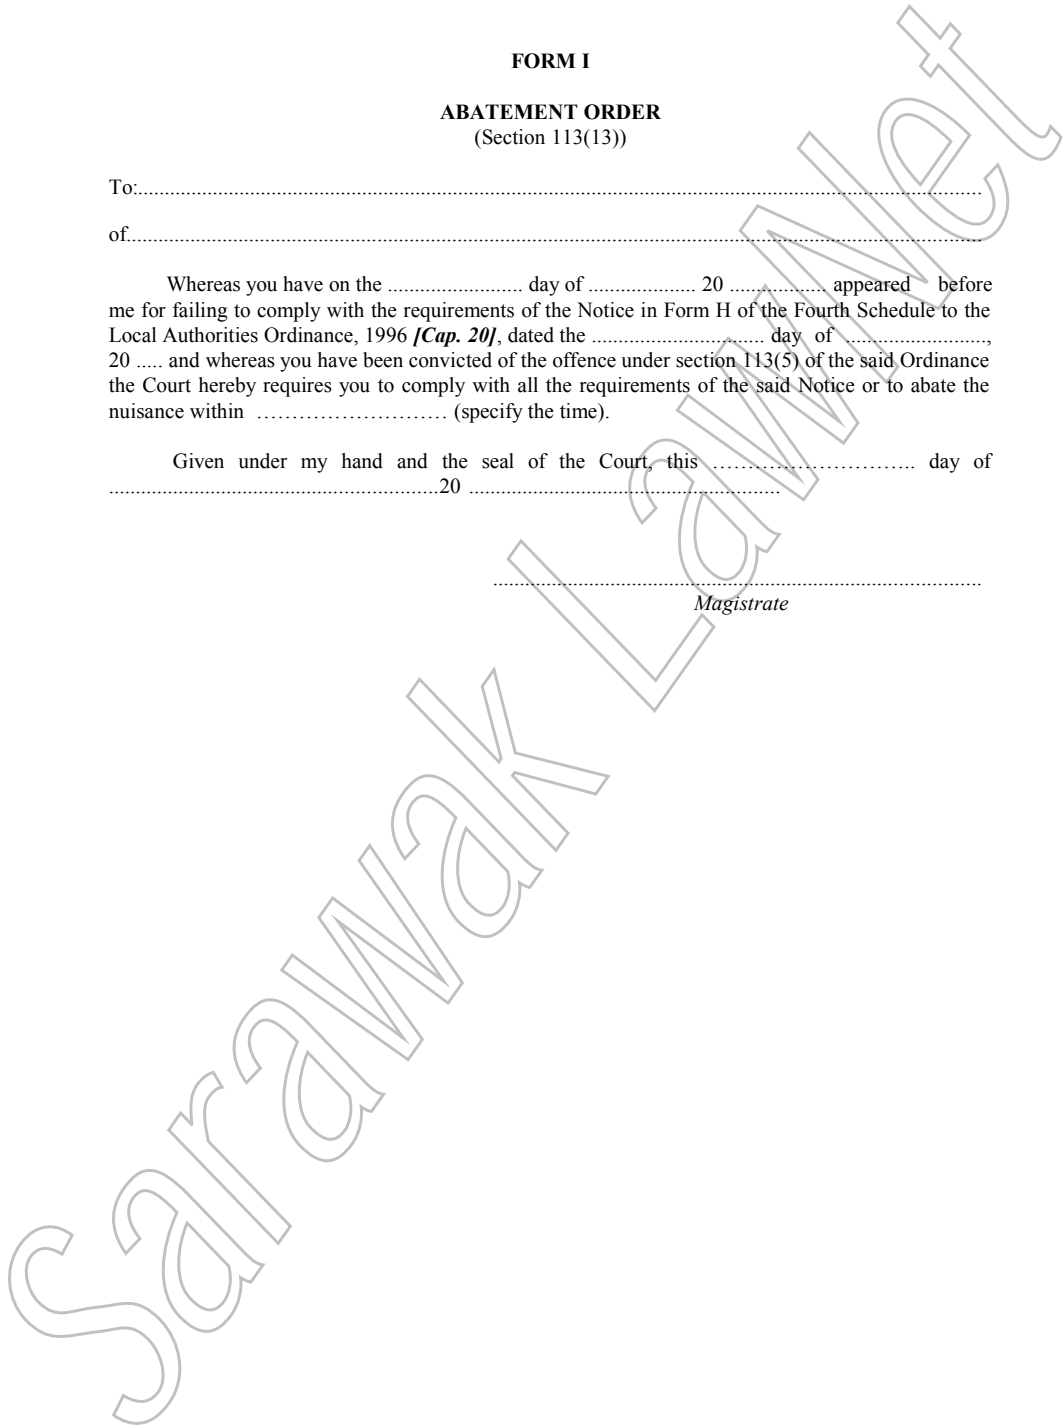 FORM I
ABATEMENT ORDER
(Section 113(13))
To:.......................................................................................................................................................
of.........................................................................................................................................................
Whereas you have on the ......................... day of .................... 20 .................. appeared before
me for failing to comply with the requirements of the Notice in Form H of the Fourth Schedule to the
Local Authorities Ordinance, 1996 [Cap. 20], dated the ................................ day of ..........................,
20 ..... and whereas you have been convicted of the offence under section 113(5) of the said Ordinance
the Court hereby requires you to comply with all the requirements of the said Notice or to abate the
nuisance within ……………………… (specify the time).
Given under my hand and the seal of the Court, this ……………………….. day of
..............................................................20 ..........................................................
...........................................................................................
Magistrate
Sarawak LawNet